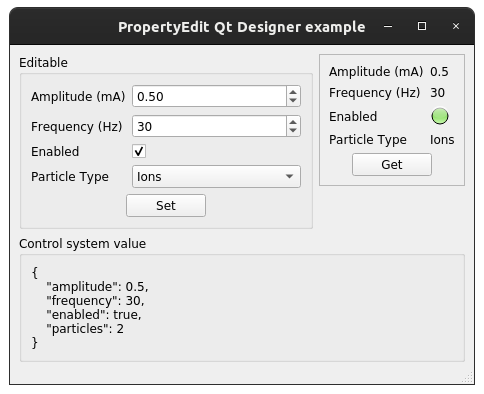 PropertyEdit Qt Designer example
Editable
Amplitude (mA) 0.50
Frequency (Hz) 30
Enabled
Particle Type Ions
Set
Amplitude (mA) 0.5
Frequency (Hz) 30
Enabled
Particle Type Ions
Get
Control system value
{
    "amplitude": 0.5,
    "frequency": 30,
    "enabled": true,
    "particles": 2
}